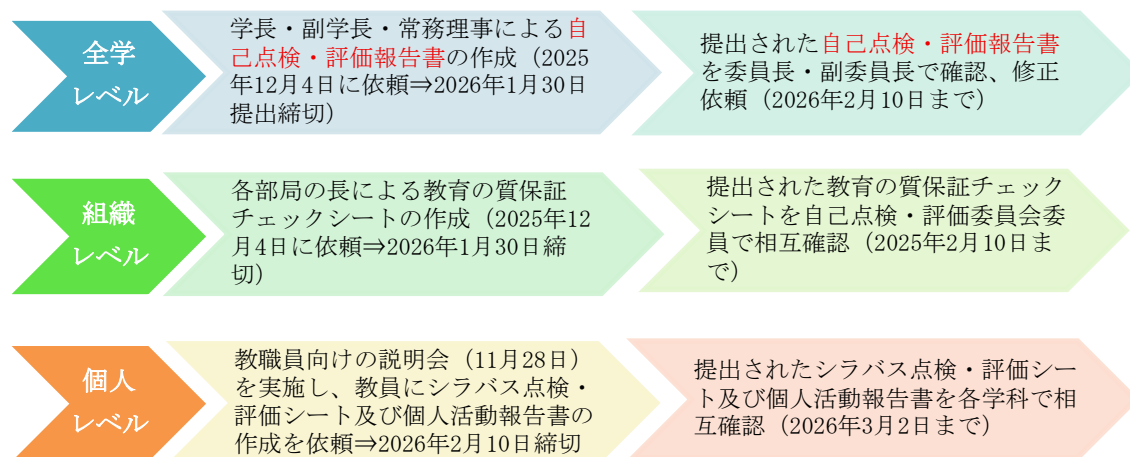 全学
レベル
学長・副学長・常務理事による自
己点検・評価報告書の作成（2025
年12月4日に依頼⇒2026年1月30日
提出締切）
提出された自己点検・評価報告書
を委員長・副委員長で確認、修正
依頼（2026年2月10日まで）
組織
レベル
各部局の長による教育の質保証
チェックシートの作成（2025年12
月4日に依頼⇒2026年1月30日締
切）
提出された教育の質保証チェック
シートを自己点検・評価委員会委
員で相互確認（2025年2月10日ま
で）
個人
レベル
教職員向けの説明会（11月28日）
を実施し、教員にシラバス点検・
評価シート及び個人活動報告書の
作成を依頼⇒2026年2月10日締切
提出されたシラバス点検・評価シー
ト及び個人活動報告書を各学科で相
互確認（2026年3月2日まで）